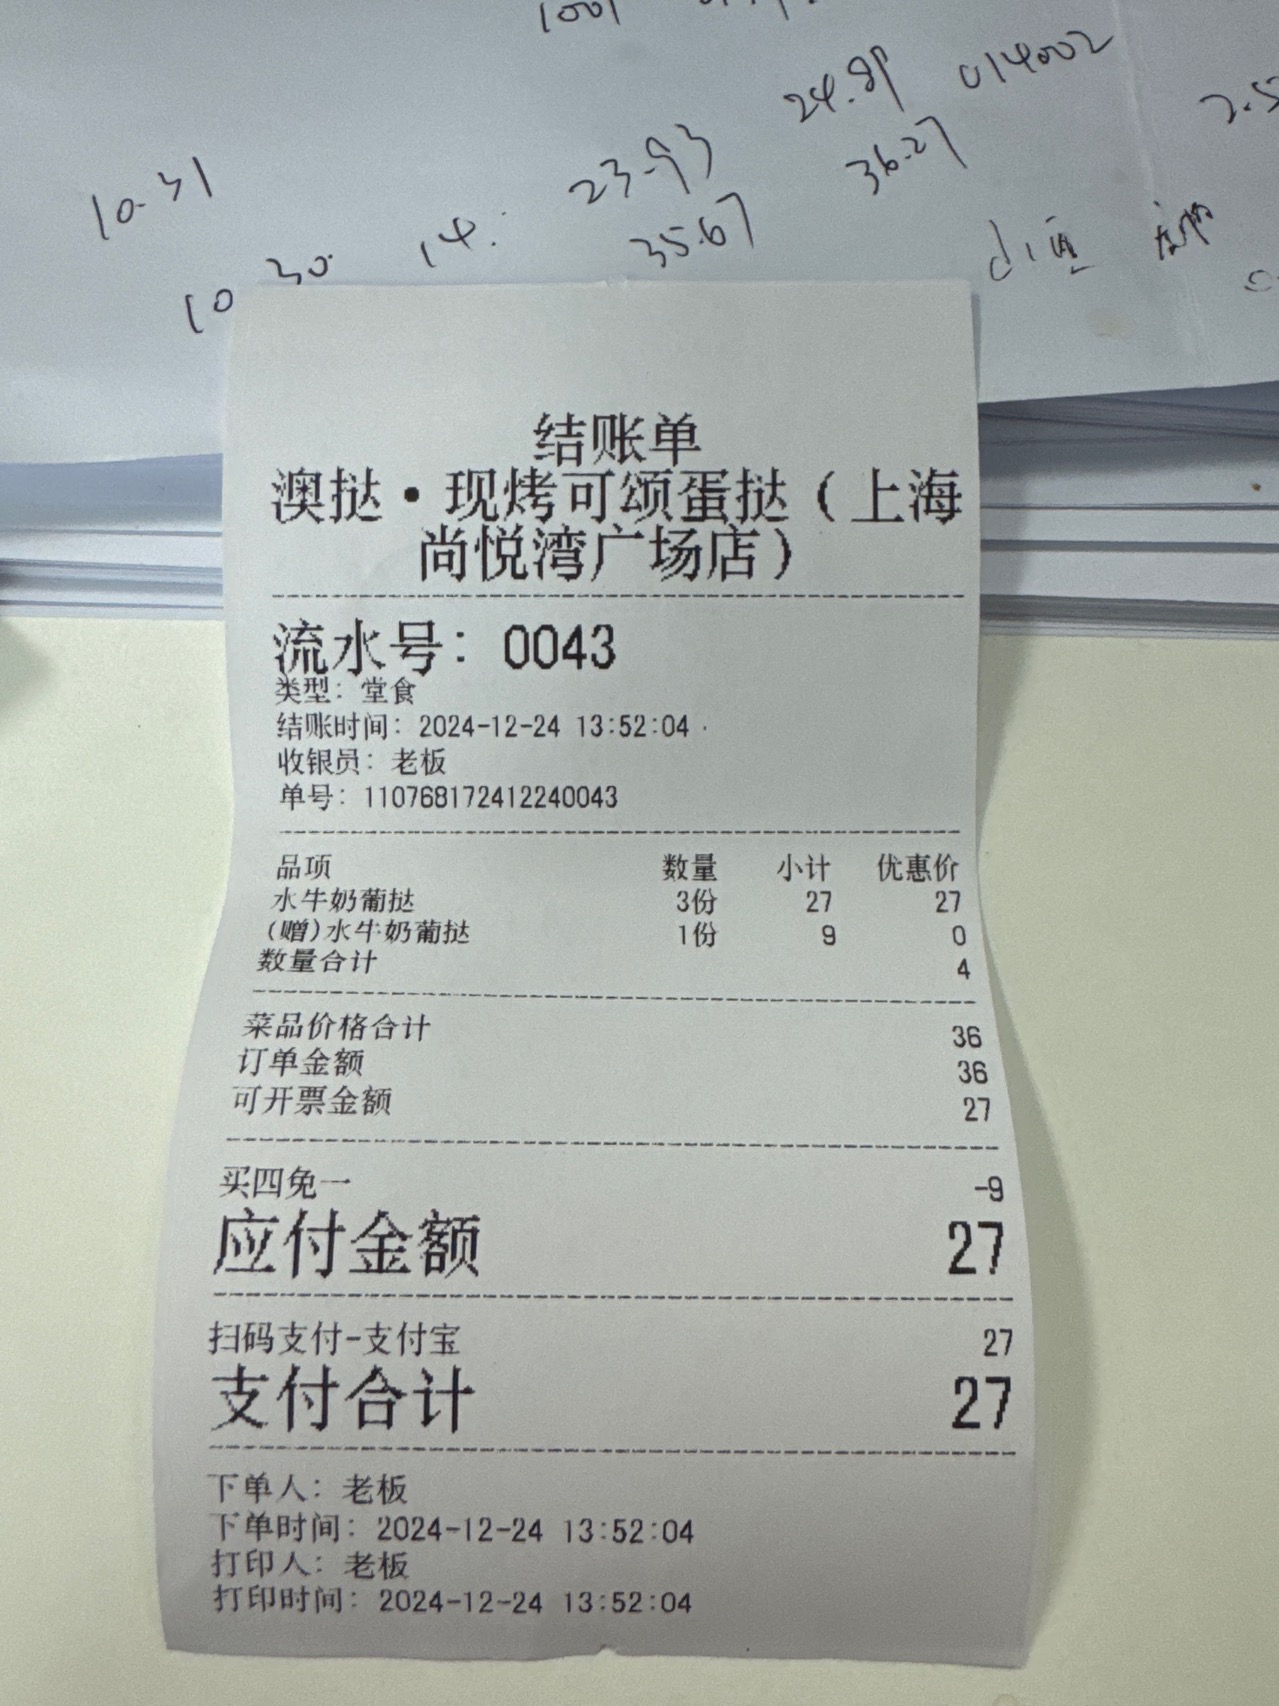 1001
24.89 014002
10.31 23.93 36.27 2.5
10.30 14: 35.67
结账单
澳挞·现烤可颂蛋挞(上海
尚悦湾广场店)
流水号: 0043
类型: 堂食
结账时间: 2024-12-24 13:52:04
收银员: 老板
单号: 110768172412240043
品项 数量 小计 优惠价
水牛奶葡挞 3份 27 27
(赠)水牛奶葡挞 1份 9 0
数量合计 4
菜品价格合计 36
订单金额 36
可开票金额 27
买四免一 -9
应付金额 27
扫码支付-支付宝 27
支付合计 27
下单人: 老板
下单时间: 2024-12-24 13:52:04
打印人: 老板
打印时间: 2024-12-24 13:52:04